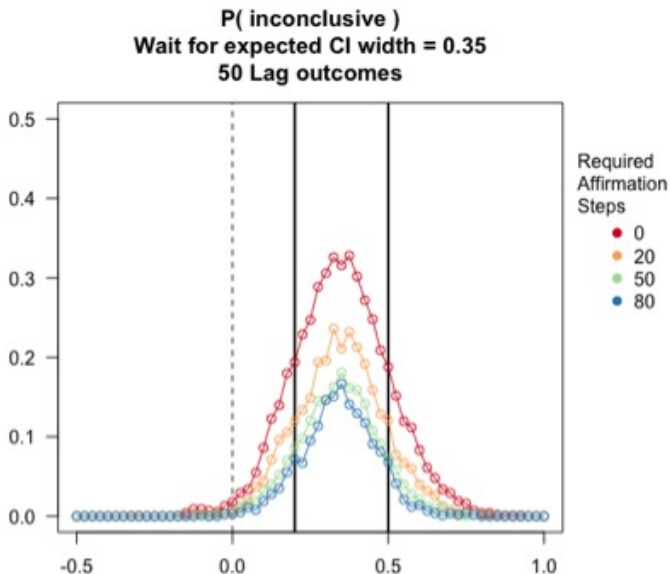 P( inconclusive )
Wait for expected CI width = 0.35
50 Lag outcomes
0.5
0.4
0.3
0.2
0.1
0.0
-0.5
0.0
0.5
1.0
Required
Affirmation
Steps
0
20
50
80